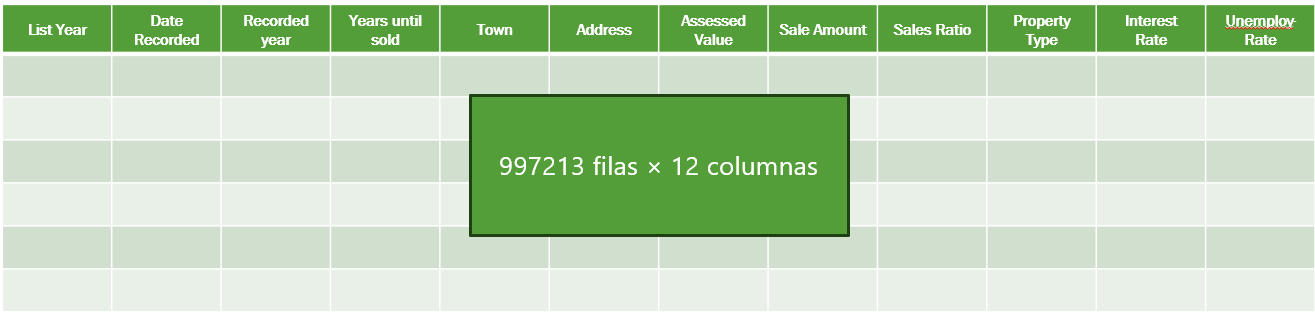 List Year
Date
Recorded
Recorded
year
Years until
sold
Town
Address
Assessed
Value
Sale Amount
Sales Ratio
Property
Type
Interest
Rate
Unemploy-
Rate
997213 filas × 12 columnas